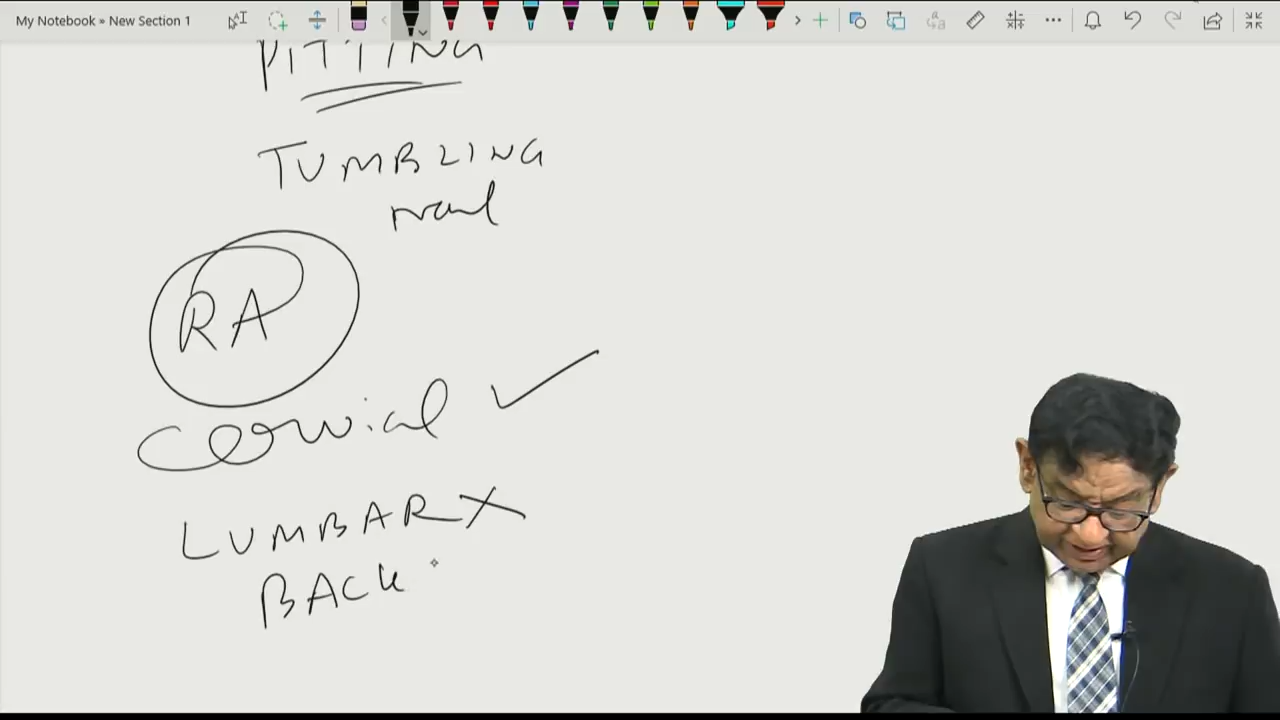 My Notebook » New Section 1
PITTING
TUMBLING
nail
RA
Cervical ✓
LUMBAR X
BACK